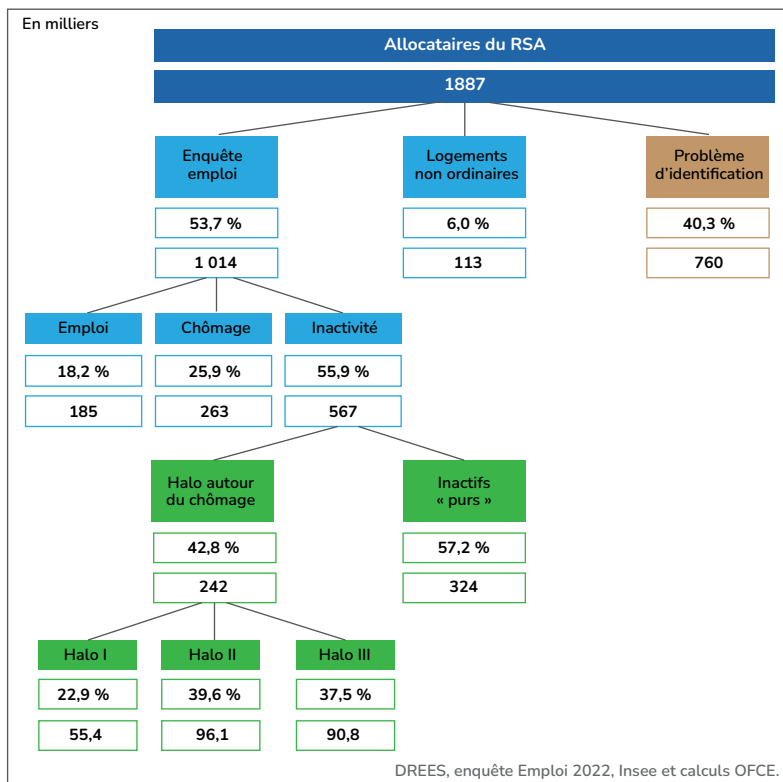 En milliers
Allocataires du RSA
1887
Enquête
emploi
Logements
non ordinaires
Problème
d'identification
53,7 %
6,0 %
40,3 %
1 014
113
760
Emploi
Chômage
Inactivité
18,2 %
25,9 %
55,9 %
185
263
567
Halo autour
du chômage
Inactifs
« purs »
42,8 %
57,2 %
242
324
Halo I
Halo II
Halo III
22,9 %
39,6 %
37,5 %
55,4
96,1
90,8
DREES, enquête Emploi 2022, Insee et calculs OFCE.